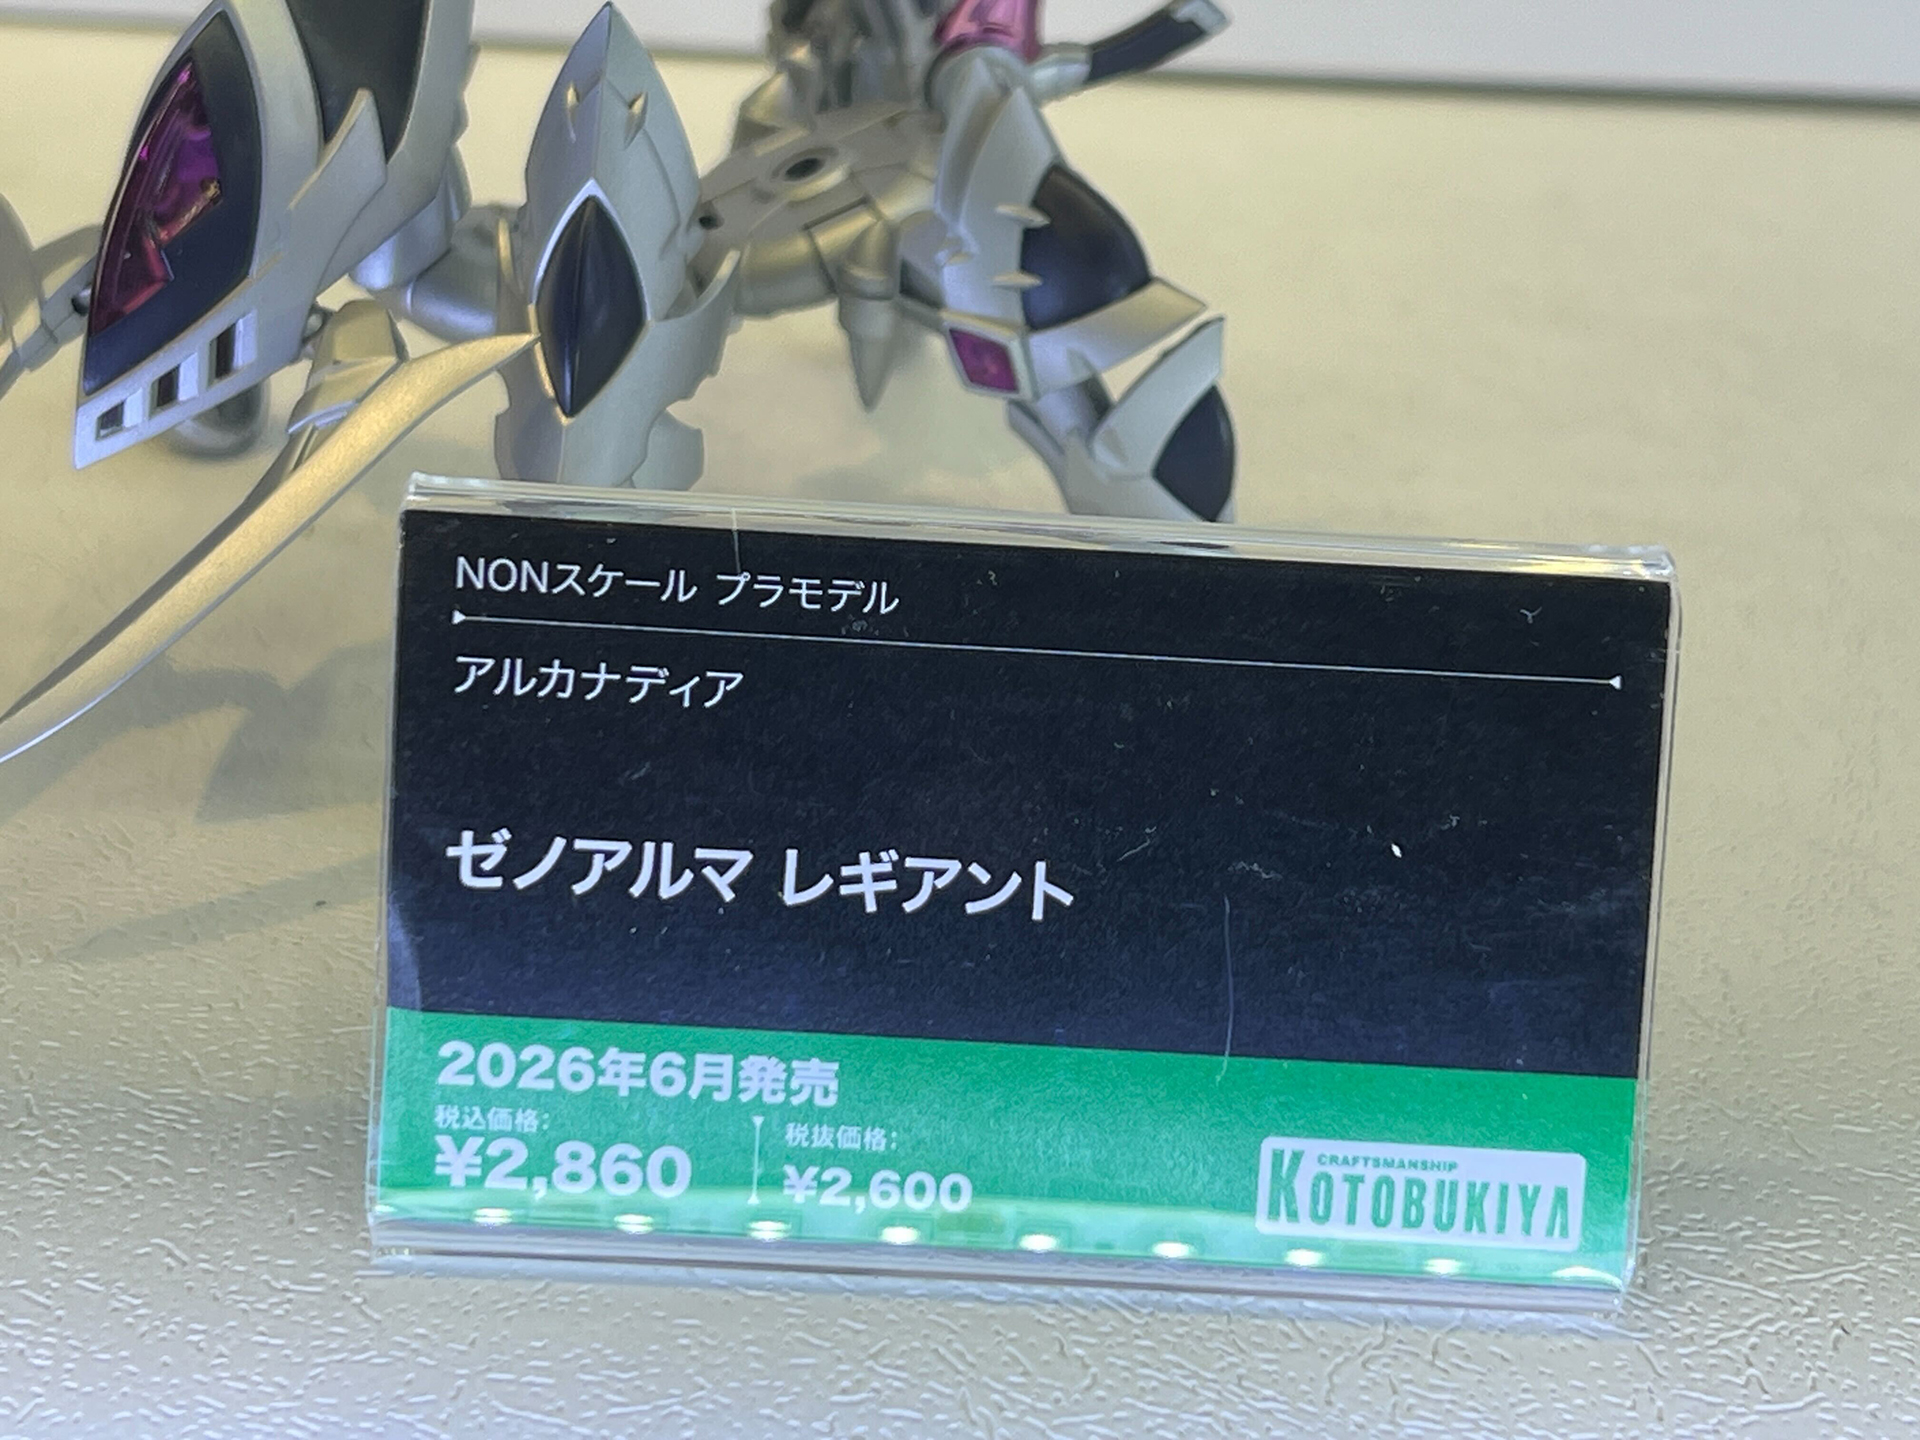 NONスケール プラモデル
アルカナディア
ゼノアルマ レギアント
2026年6月発売
税込価格:
¥2,860
税抜価格:
¥2,600
CRAFTSMANSHIP
KOTOBUKIYA